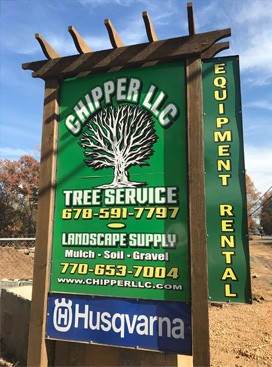 CHIPPER LLC
TREE SERVICE
678-591-7797
LANDSCAPE SUPPLY
Mulch - Soil - Gravel
770-653-7004
WWW.CHIPPERLLC.COM
Husqvarna
EQUIPMENT RENTAL